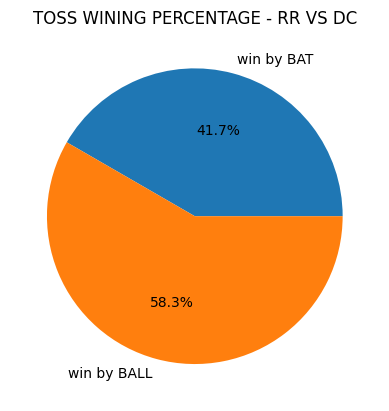 TOSS WINING PERCENTAGE - RR VS DC
win by BAT
41.7%
58.3%
win by BALL